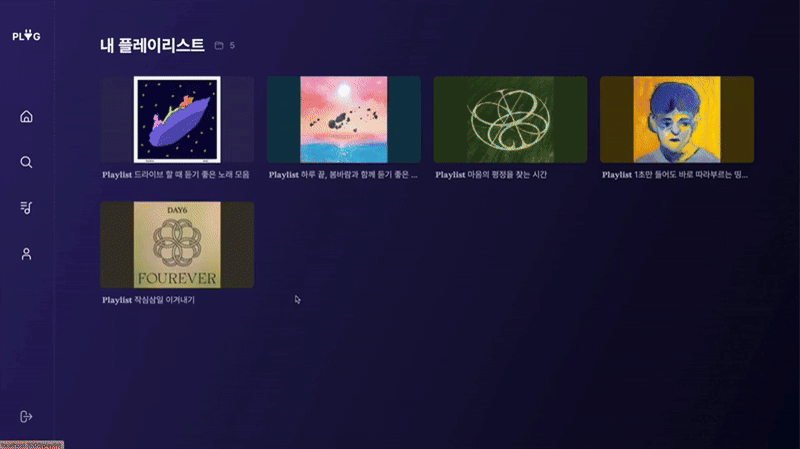 PLUG
내 플레이리스트 5
Playlist 드라이브 할 때 듣기 좋은 노래 모음
Playlist 하루 끝, 봄바람과 함께 듣기 좋은 ...
Playlist 마음의 평정을 찾는 시간
Playlist 1초만 들어도 바로 따라부르는 띵...
DAY6
FOUREVER
Playlist 작심삼일 이겨내기